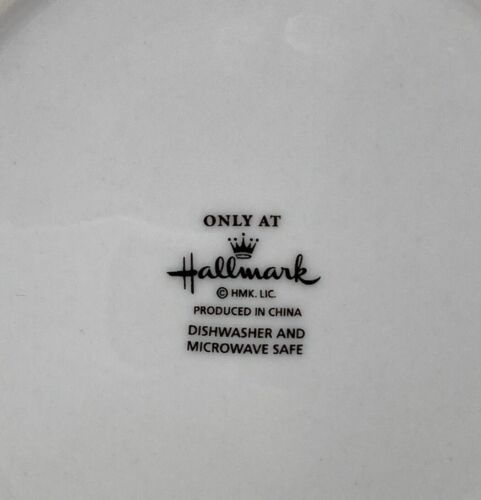 ONLY AT
Hallmark
© HMK. LIC.
PRODUCED IN CHINA
DISHWASHER AND
MICROWAVE SAFE